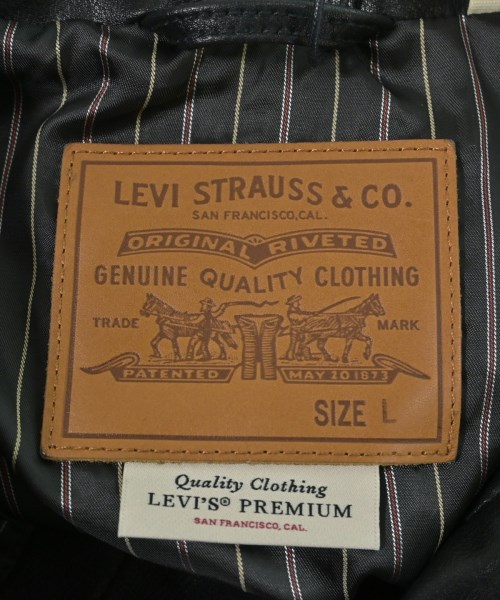 LEVI STRAUSS & CO.
SAN FRANCISCO, CAL.
ORIGINAL RIVETED
GENUINE QUALITY CLOTHING
TRADE MARK
PATENTED MAY 20 1873
SIZE L
Quality Clothing
LEVI'S® PREMIUM
SAN FRANCISCO, CAL.